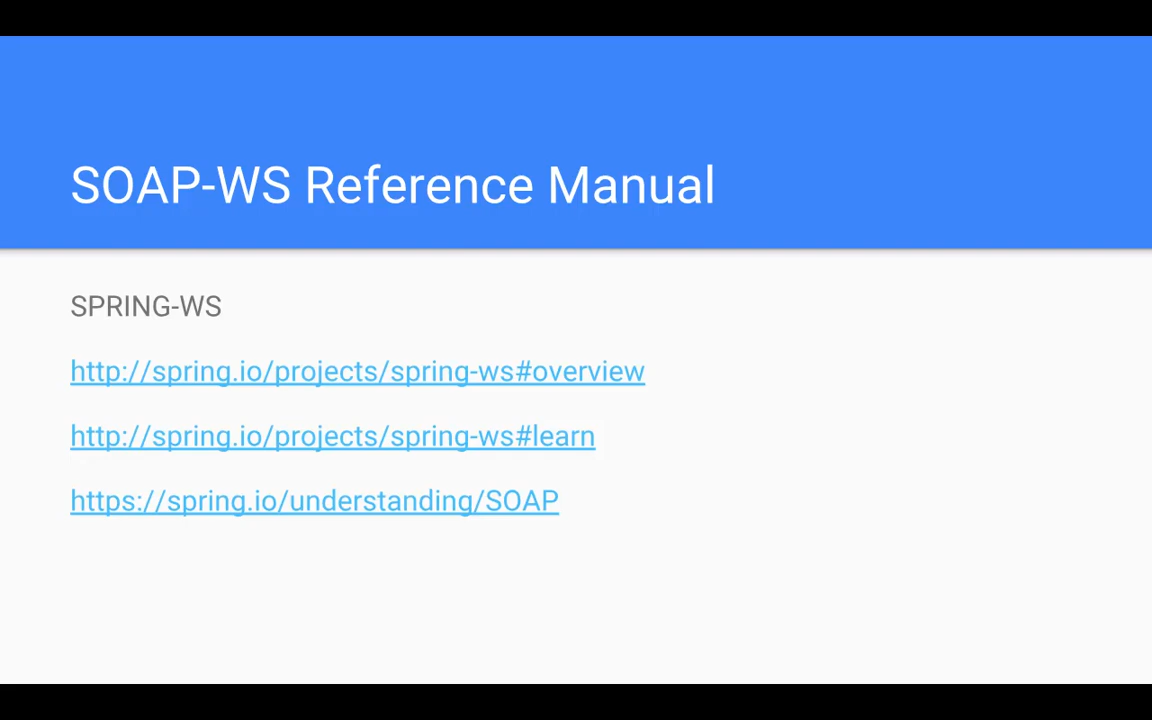 SOAP-WS Reference Manual
SPRING-WS
http://spring.io/projects/spring-ws#overview
http://spring.io/projects/spring-ws#learn
https://spring.io/understanding/SOAP